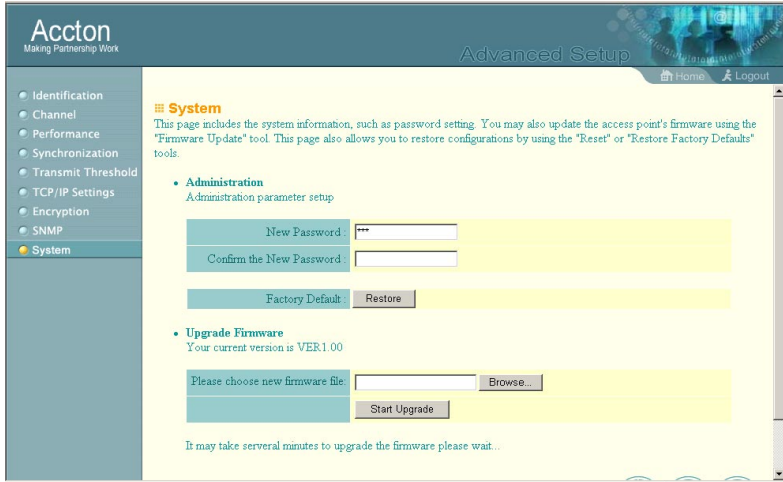 Accton
Making Partnership Work
Advanced Setup
Home
Logout
Identification
Channel
Performance
Synchronization
Transmit Threshold
TCP/IP Settings
Encryption
SNMP
System
System
This page includes the system information, such as password setting. You may also update the access point's firmware using the
"Firmware Update" tool. This page also allows you to restore configurations by using the "Reset" or "Restore Factory Defaults"
tools.
Administration
Administration parameter setup
New Password : ***
Confirm the New Password :
Factory Default : Restore
Upgrade Firmware
Your current version is VER1.00
Please choose new firmware file: Browse...
Start Upgrade
It may take serveral minutes to upgrade the firmware please wait...